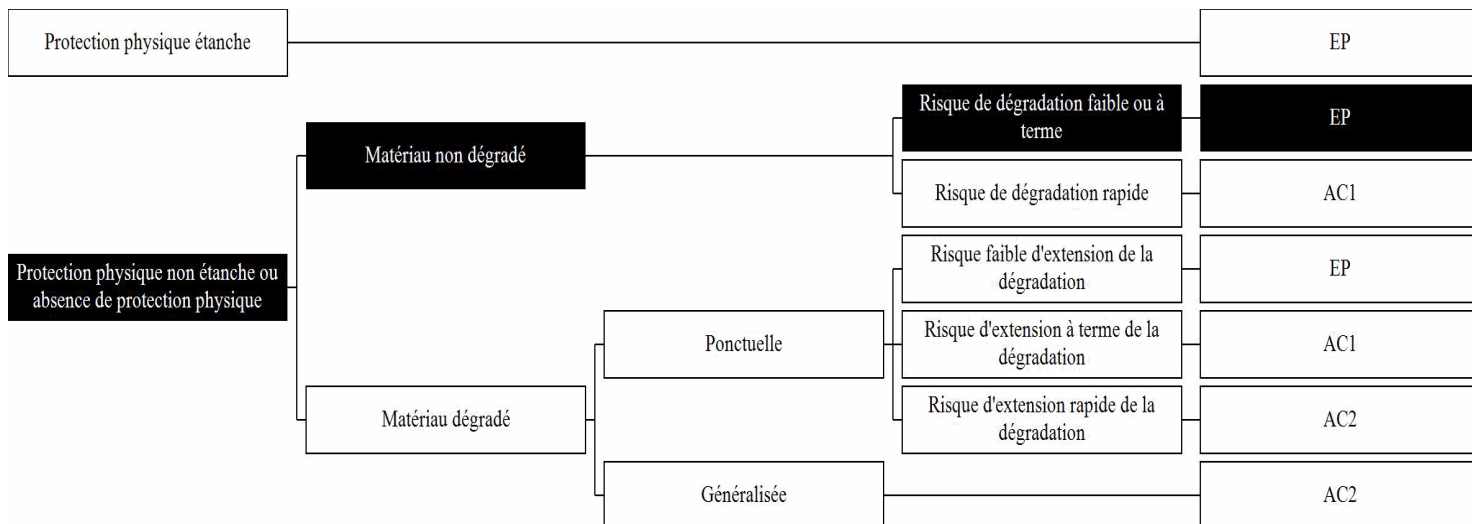 Protection physique étanche
EP
Risque de dégradation faible ou à
terme
EP
Matériau non dégradé
Risque de dégradation rapide
AC1
Protection physique non étanche ou
absence de protection physique
Risque faible d'extension de la
dégradation
EP
Ponctuelle
Risque d'extension à terme de la
dégradation
AC1
Matériau dégradé
Risque d'extension rapide de la
dégradation
AC2
Généralisée
AC2